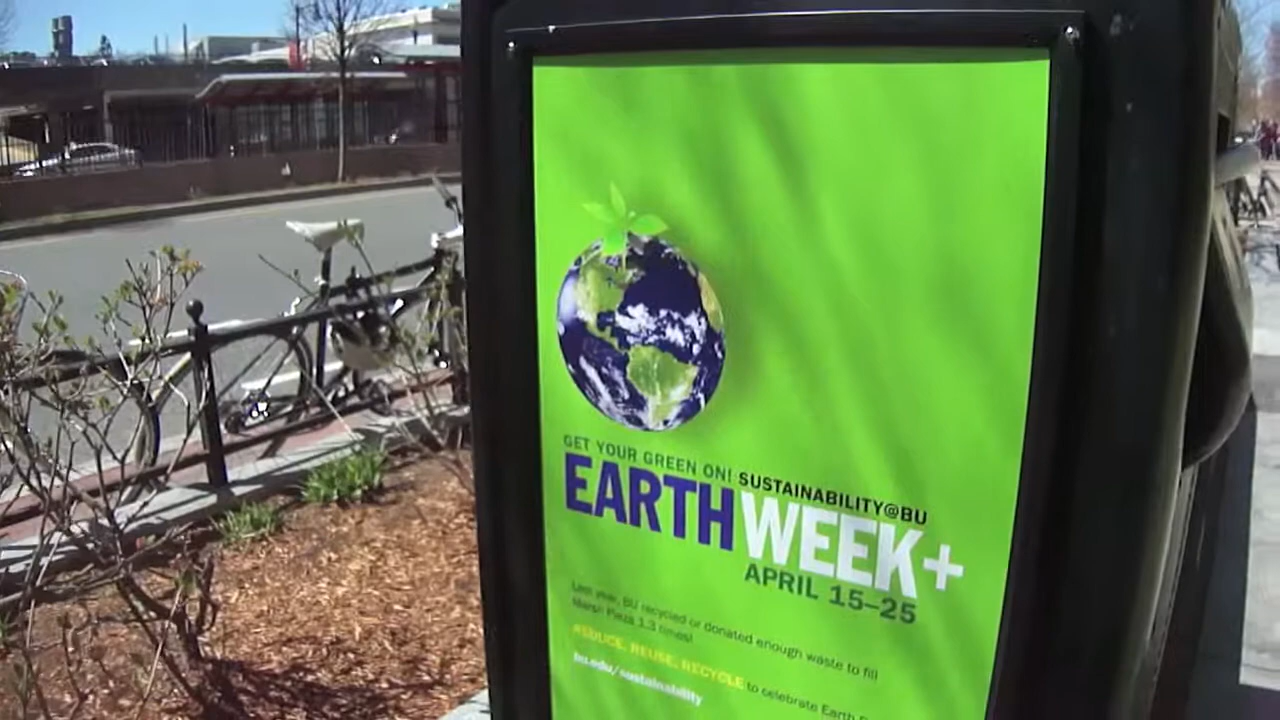 GET YOUR GREEN ON! SUSTAINABILITY@BU
EARTHWEEK+
APRIL 15–25
Last year, BU recycled or donated enough waste to fill
Marsh Plaza 1.3 times!
REDUCE, REUSE, RECYCLE to celebrate Earth
bu.edu/sustainability